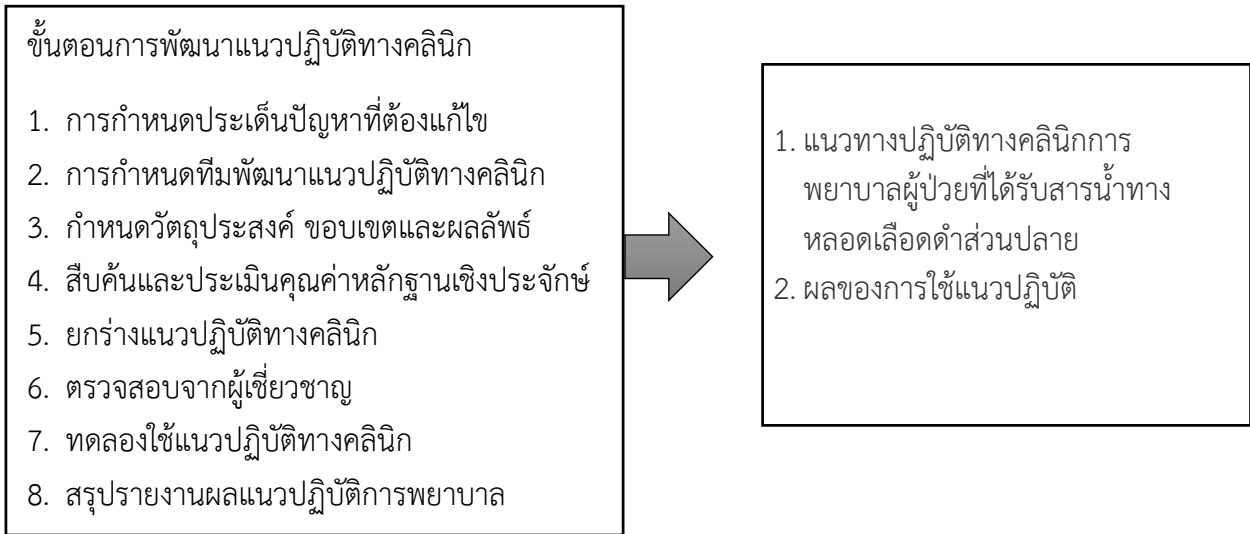 ขั้นตอนการพัฒนาแนวปฏิบัติทางคลินิก
1. การกำหนดประเด็นปัญหาที่ต้องแก้ไข
2. การกำหนดทีมพัฒนาแนวปฏิบัติทางคลินิก
3. กำหนดวัตถุประสงค์ ขอบเขตและผลลัพธ์
4. สืบค้นและประเมินคุณค่าหลักฐานเชิงประจักษ์
5. ยกร่างแนวปฏิบัติทางคลินิก
6. ตรวจสอบจากผู้เชี่ยวชาญ
7. ทดลองใช้แนวปฏิบัติทางคลินิก
8. สรุปรายงานผลแนวปฏิบัติการพยาบาล
1. แนวทางปฏิบัติทางคลินิกการ
พยาบาลผู้ป่วยที่ได้รับสารน้ำทาง
หลอดเลือดดำส่วนปลาย
2. ผลของการใช้แนวปฏิบัติ